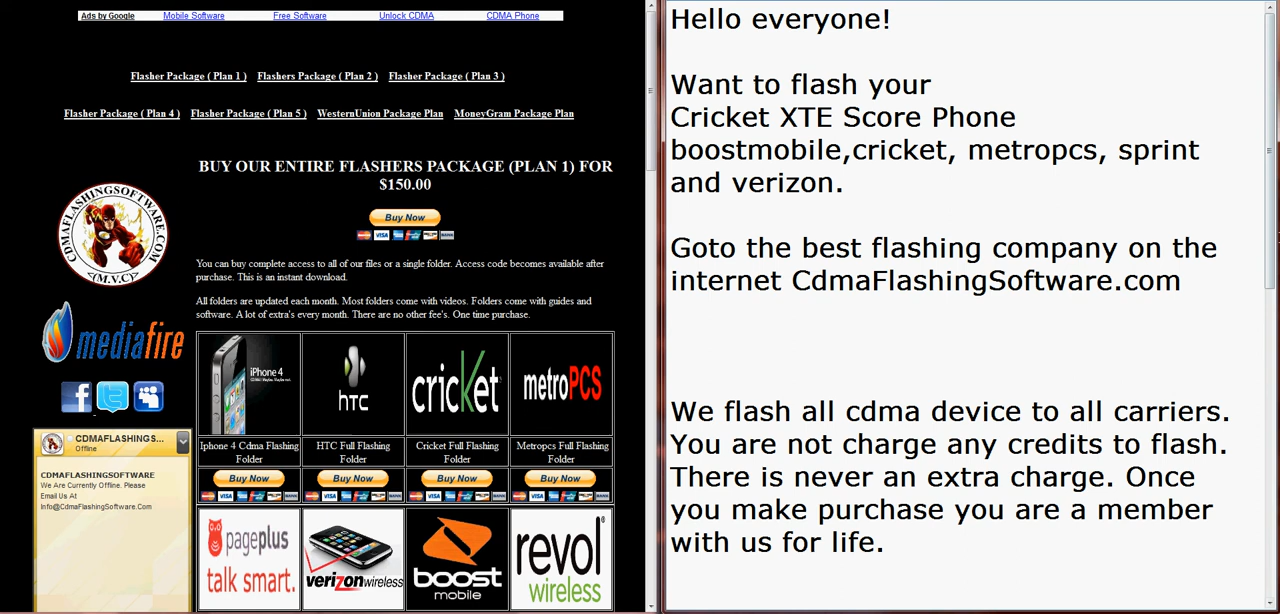 Ads by Google
Mobile Software
Free Software
Unlock CDMA
CDMA Phone
Flasher Package ( Plan 1 )
Flashers Package ( Plan 2 )
Flasher Package ( Plan 3 )
Flasher Package ( Plan 4 )
Flasher Package ( Plan 5 )
WesternUnion Package Plan
MoneyGram Package Plan
BUY OUR ENTIRE FLASHERS PACKAGE (PLAN 1) FOR
$150.00
Buy Now
CDMAFLASHINGSOFTWARE.COM
(M.V.C)
You can buy complete access to all of our files or a single folder. Access code becomes available after
purchase. This is an instant download.
All folders are updated each month. Most folders come with videos. Folders come with guides and
software. A lot of extra's every month. There are no other fee's. One time purchase.
mediafire
iPhone 4
hTC
cricket
metroPCS
Iphone 4 Cdma Flashing
Folder
HTC Full Flashing
Folder
Cricket Full Flashing
Folder
Metropcs Full Flashing
Folder
Buy Now
Buy Now
Buy Now
Buy Now
CDMAFLASHINGS...
Offline
CDMAFLASHINGSOFTWARE
We Are Currently Offline. Please
Email Us At
Info@CdmaFlashingSoftware.Com
pageplus
talk smart.
verizonwireless
boost
mobile
revol
wireless
Hello everyone!
Want to flash your
Cricket XTE Score Phone
boostmobile,cricket, metropcs, sprint
and verizon.
Goto the best flashing company on the
internet CdmaFlashingSoftware.com
We flash all cdma device to all carriers.
You are not charge any credits to flash.
There is never an extra charge. Once
you make purchase you are a member
with us for life.